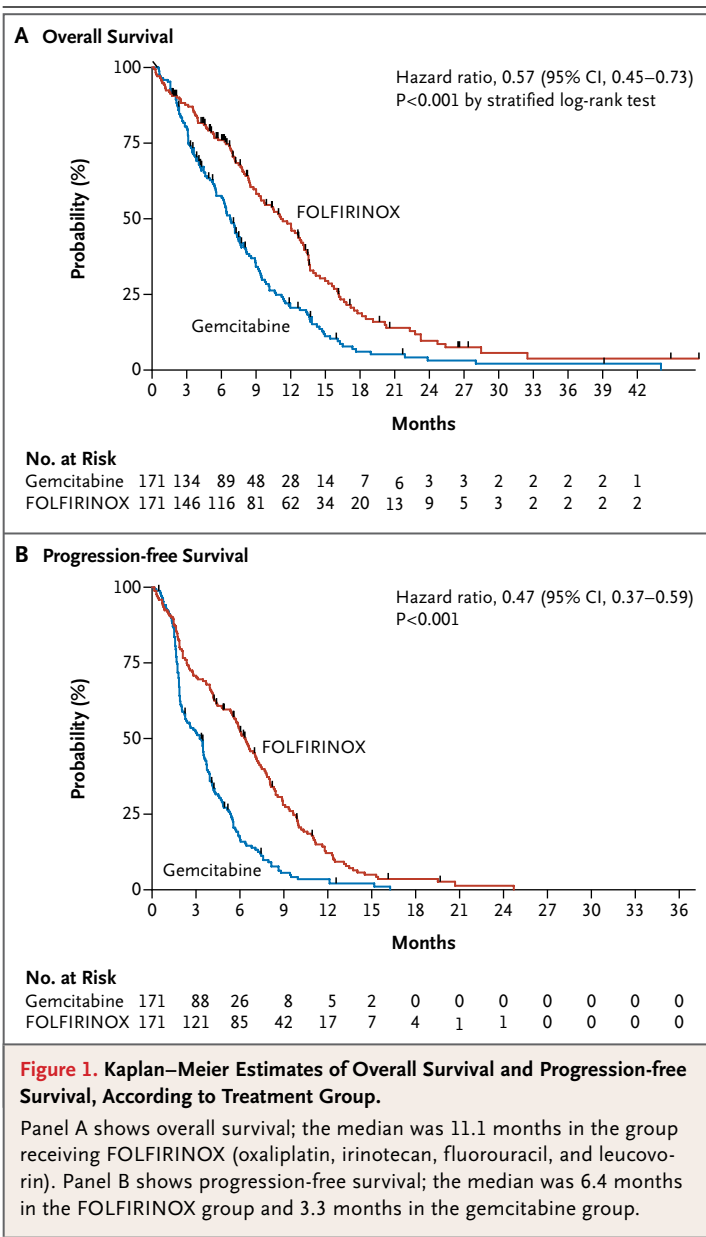 A Overall Survival
100
75
50
25
0
Probability (%)
Hazard ratio, 0.57 (95% CI, 0.45–0.73)
P<0.001 by stratified log-rank test
FOLFIRINOX
Gemcitabine
0 3 6 9 12 15 18 21 24 27 30 33 36 39 42
Months
No. at Risk
Gemcitabine 171 134 89 48 28 14 7 6 3 3 2 2 2 2 1
FOLFIRINOX 171 146 116 81 62 34 20 13 9 5 3 2 2 2 2
B Progression-free Survival
100
75
50
25
0
Probability (%)
Hazard ratio, 0.47 (95% CI, 0.37–0.59)
P<0.001
FOLFIRINOX
Gemcitabine
0 3 6 9 12 15 18 21 24 27 30 33 36
Months
No. at Risk
Gemcitabine 171 88 26 8 5 2 0 0 0 0 0 0 0
FOLFIRINOX 171 121 85 42 17 7 4 1 1 0 0 0 0
Figure 1. Kaplan–Meier Estimates of Overall Survival and Progression-free
Survival, According to Treatment Group.
Panel A shows overall survival; the median was 11.1 months in the group
receiving FOLFIRINOX (oxaliplatin, irinotecan, fluorouracil, and leucovo-
rin). Panel B shows progression-free survival; the median was 6.4 months
in the FOLFIRINOX group and 3.3 months in the gemcitabine group.